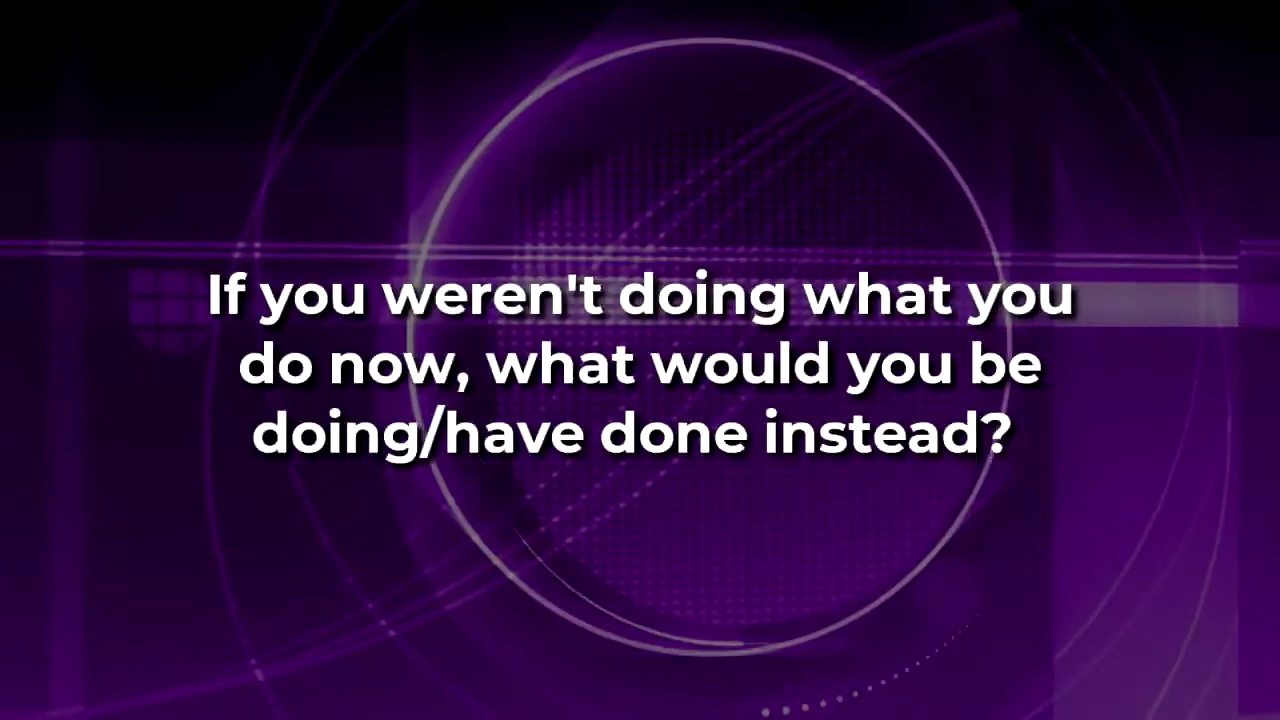 If you weren't doing what you
do now, what would you be
doing/have done instead?